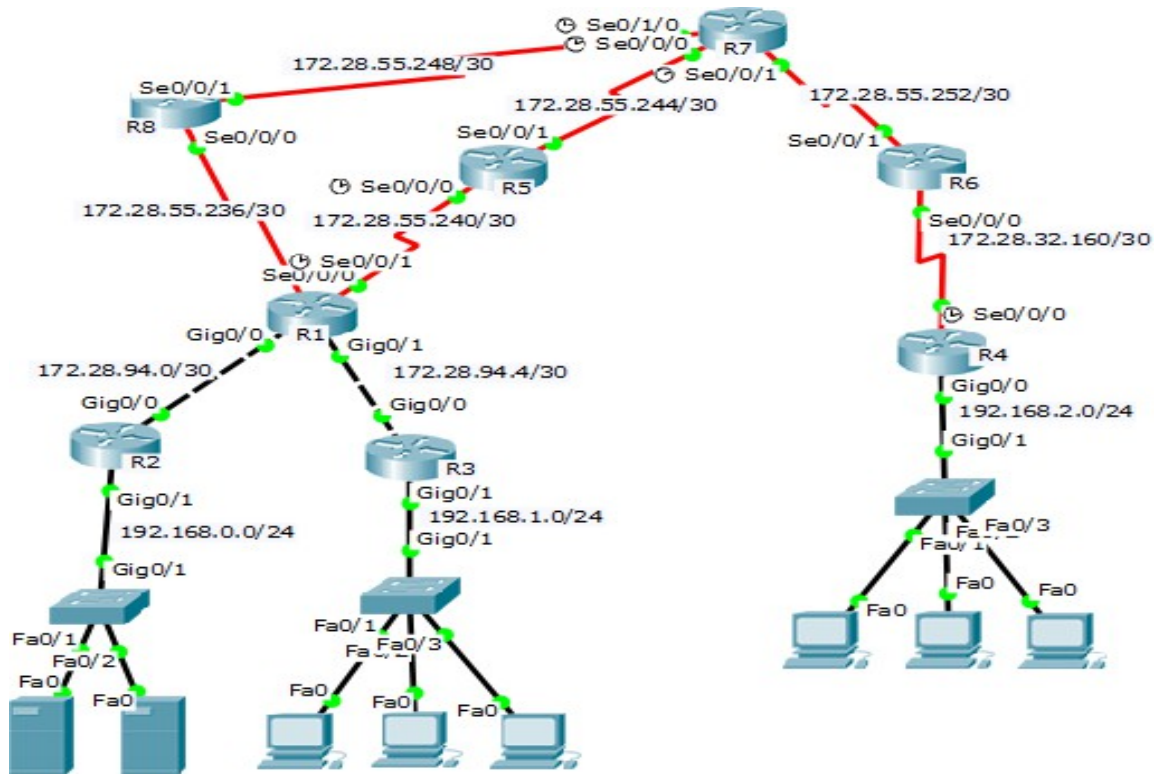 Se0/1/0
Se0/0/0
R7
Se0/0/1
172.28.55.248/30
172.28.55.244/30
172.28.55.252/30
Se0/0/1
R8
Se0/0/0
Se0/0/1
R5
Se0/0/1
R6
Se0/0/0
172.28.55.236/30
172.28.55.240/30
Se0/0/0
172.28.32.160/30
Se0/0/1
Se0/0/0
R1
Se0/0/0
R4
Gig0/0
Gig0/1
172.28.94.0/30
172.28.94.4/30
Gig0/0
192.168.2.0/24
Gig0/0
Gig0/0
Gig0/1
R2
R3
Gig0/1
Gig0/1
192.168.0.0/24
192.168.1.0/24
Gig0/1
Gig0/1
Fa0/3
Fa0/1
Fa0/1
Fa0/2
Fa0/1
Fa0/3
Fa0
Fa0
Fa0
Fa0
Fa0
Fa0
Fa0
Fa0